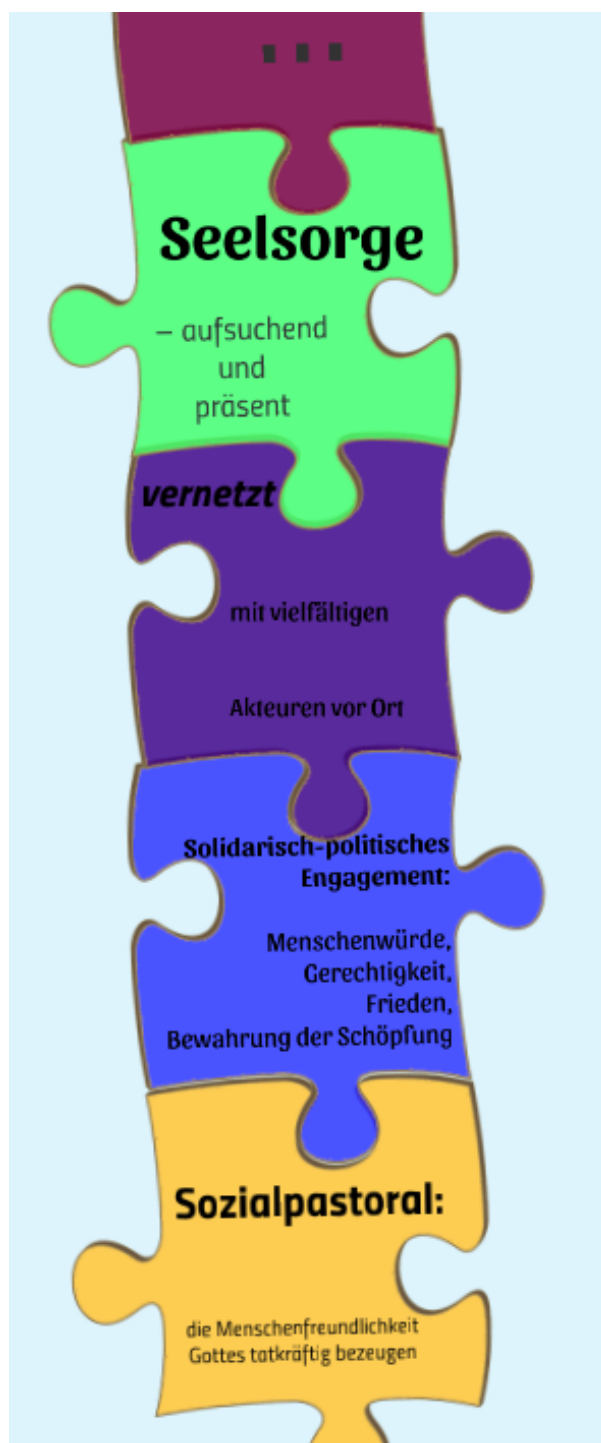 ...
Seelsorge
– aufsuchend
und
präsent
vernetzt
mit vielfältigen
Akteuren vor Ort
Solidarisch-politisches
Engagement:
Menschenwürde,
Gerechtigkeit,
Frieden,
Bewahrung der Schöpfung
Sozialpastoral:
die Menschenfreundlichkeit
Gottes tatkräftig bezeugen